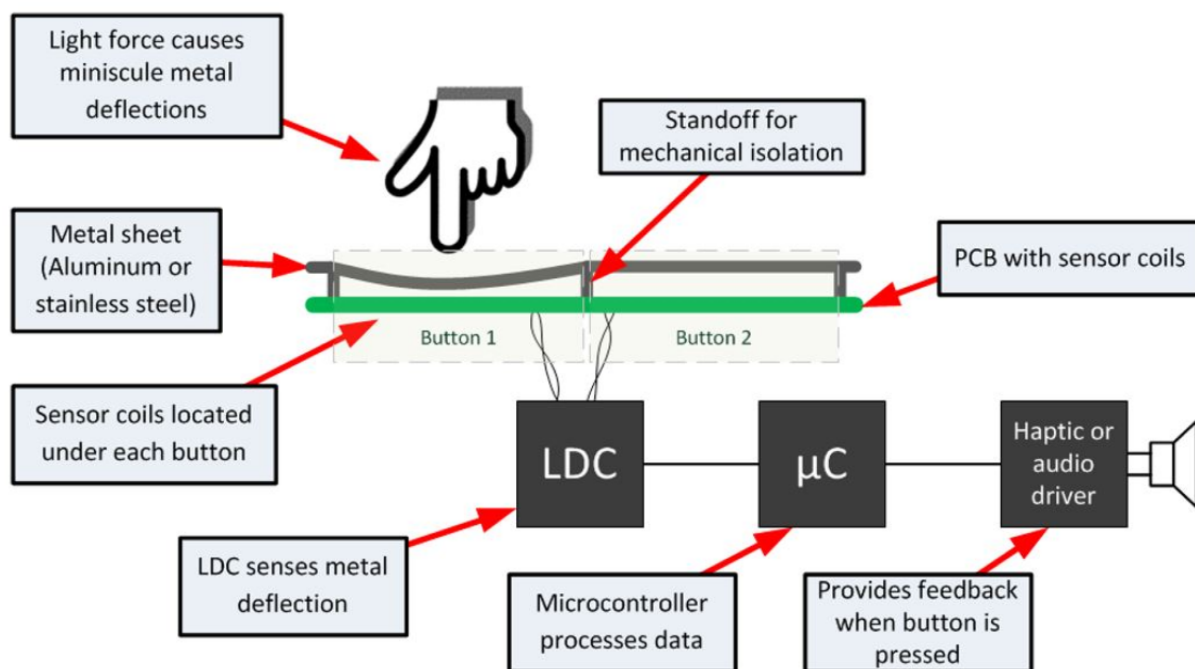 Light force causes
miniscule metal
deflections
Standoff for
mechanical isolation
Metal sheet
(Aluminum or
stainless steel)
PCB with sensor coils
Button 1
Button 2
Sensor coils located
under each button
LDC
µC
Haptic or
audio
driver
LDC senses metal
deflection
Microcontroller
processes data
Provides feedback
when button is
pressed